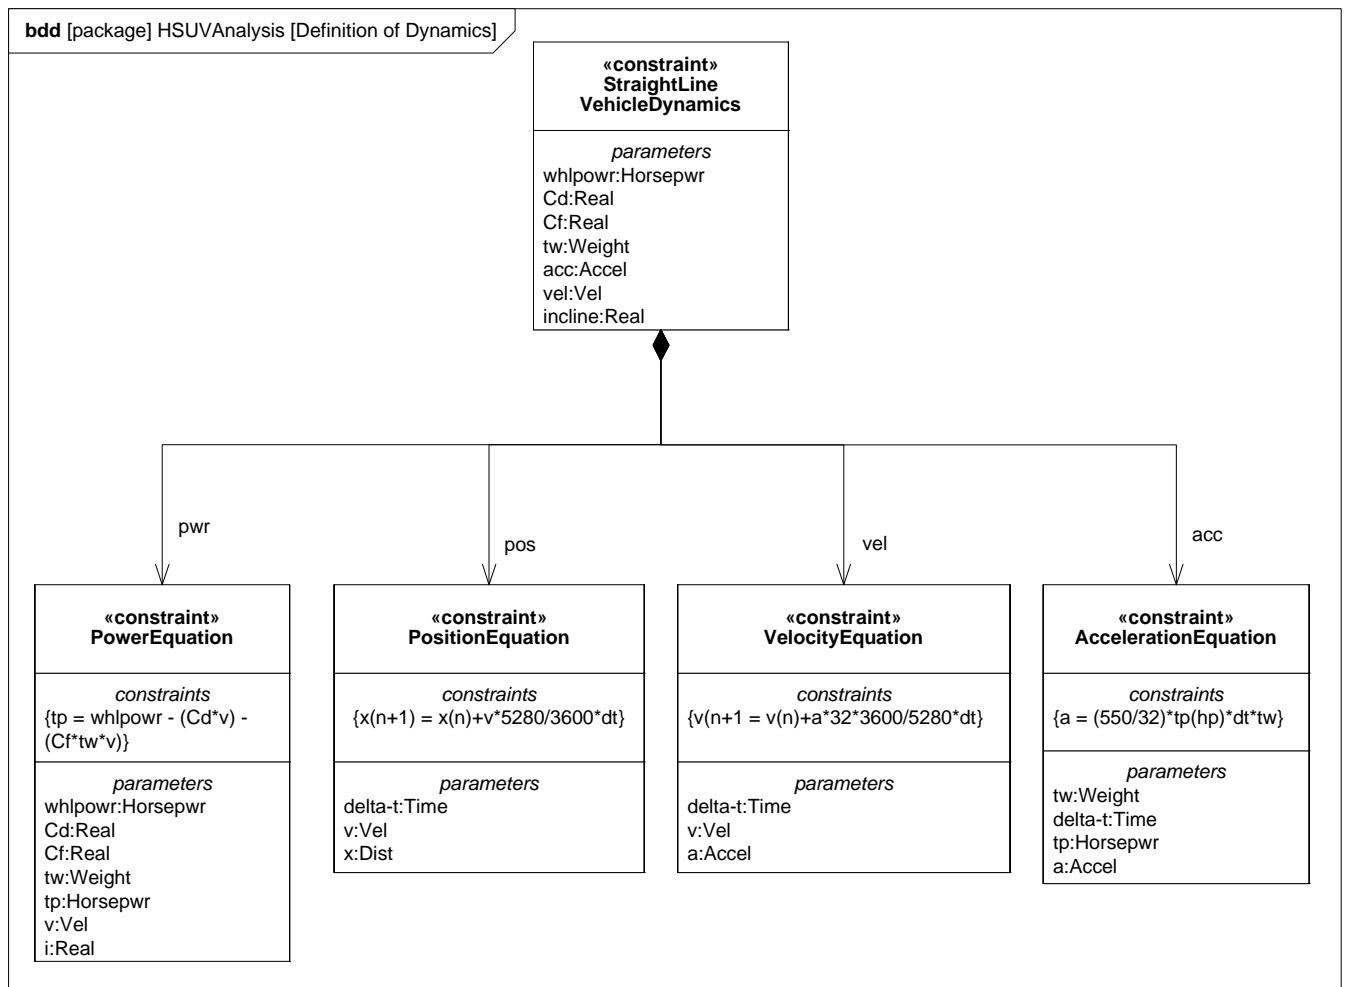 bdd [package] HSUVAnalysis [Definition of Dynamics]
«constraint»
StraightLine
VehicleDynamics
parameters
whlpowr:Horsepwr
Cd:Real
Cf:Real
tw:Weight
acc:Accel
vel:Vel
incline:Real
pwr
pos
vel
acc
«constraint»
PowerEquation
constraints
{tp = whlpowr - (Cd*v) -
(Cf*tw*v)}
parameters
whlpowr:Horsepwr
Cd:Real
Cf:Real
tw:Weight
tp:Horsepwr
v:Vel
i:Real
«constraint»
PositionEquation
constraints
{x(n+1) = x(n)+v*5280/3600*dt}
parameters
delta-t:Time
v:Vel
x:Dist
«constraint»
VelocityEquation
constraints
{v(n+1 = v(n)+a*32*3600/5280*dt}
parameters
delta-t:Time
v:Vel
a:Accel
«constraint»
AccelerationEquation
constraints
{a = (550/32)*tp(hp)*dt*tw}
parameters
tw:Weight
delta-t:Time
tp:Horsepwr
a:Accel